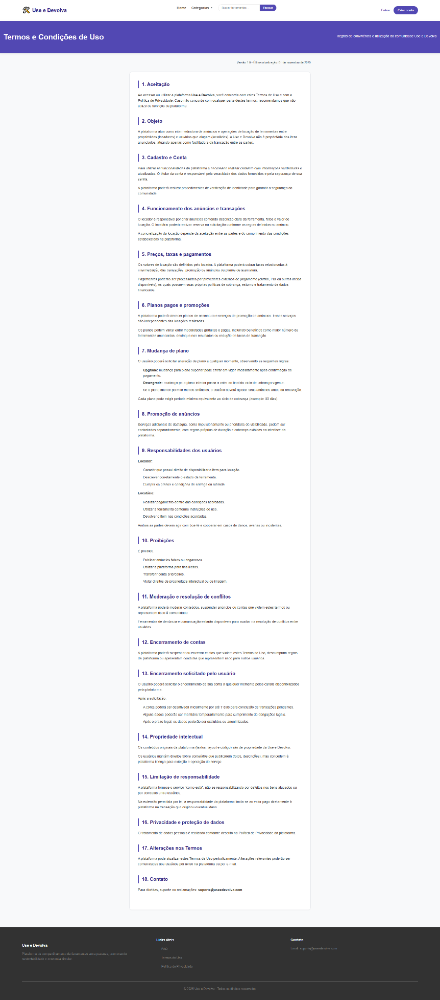 Use e Devolva
Home
Categorias
Buscar ferramentas...
Buscar
Entrar
Criar conta
Termos e Condições de Uso
Regras de convivência e utilização da comunidade Use e Devolva
Versão 1.0 - Última atualização: 01 de novembro de 2025
1. Aceitação
Ao acessar ou utilizar a plataforma Use e Devolva, você concorda com estes Termos de Uso e com a
Política de Privacidade. Caso não concorde com qualquer parte destes termos, recomendamos que não
utilize os serviços da plataforma.
2. Objeto
A plataforma atua como intermediadora de anúncios e operações de locação de ferramentas entre
proprietários (locadores) e usuários que alugam (locatários). A Use e Devolva não é proprietária dos itens
anunciados, atuando apenas como facilitadora da transação entre as partes.
3. Cadastro e Conta
Para utilizar as funcionalidades da plataforma é necessário realizar cadastro com informações verdadeiras e
atualizadas. O titular da conta é responsável pela veracidade dos dados fornecidos e pela segurança de sua
senha.
A plataforma poderá realizar procedimentos de verificação de identidade para garantir a segurança da
comunidade.
4. Funcionamento dos anúncios e transações
O locador é responsável por criar anúncios contendo descrição clara da ferramenta, fotos e valor de
locação. O locatário poderá realizar reserva ou solicitação conforme as regras definidas no anúncio.
A concretização da locação depende da aceitação entre as partes e do cumprimento das condições
estabelecidas na plataforma.
5. Preços, taxas e pagamentos
Os valores de locação são definidos pelo locador. A plataforma poderá cobrar taxas relacionadas à
intermediação das transações, promoção de anúncios ou planos de assinatura.
Pagamentos poderão ser processados por provedores externos de pagamento (cartão, PIX ou outros meios
disponíveis), os quais possuem suas próprias políticas de cobrança, estorno e tratamento de dados
financeiros.
6. Planos pagos e promoções
A plataforma poderá oferecer planos de assinatura e serviços de promoção de anúncios. Esses serviços
são independentes das locações realizadas.
Os planos podem variar entre modalidades gratuitas e pagas, incluindo benefícios como maior número de
ferramentas anunciadas, destaque nos resultados ou redução de taxas de transação.
7. Mudança de plano
O usuário poderá solicitar alteração de plano a qualquer momento, observando as seguintes regras:
Upgrade: mudança para plano superior pode entrar em vigor imediatamente após confirmação do
pagamento.
Downgrade: mudança para plano inferior passa a valer ao final do ciclo de cobrança vigente.
Se o plano inferior permitir menos anúncios, o usuário deverá ajustar seus anúncios antes da renovação.
Cada plano pode exigir período mínimo equivalente ao ciclo de cobrança (exemplo: 30 dias).
8. Promoção de anúncios
Serviços adicionais de destaque, como impulsionamento ou prioridade de visibilidade, podem ser
contratados separadamente, com regras próprias de duração e cobrança exibidas na interface da
plataforma.
9. Responsabilidades dos usuários
Locador:
Garantir que possui direito de disponibilizar o item para locação.
Descrever corretamente o estado da ferramenta.
Cumprir os prazos e condições de entrega ou retirada.
Locatário:
Realizar pagamento dentro das condições acordadas.
Utilizar a ferramenta conforme instruções de uso.
Devolver o item nas condições acordadas.
Ambas as partes devem agir com boa-fé e cooperar em casos de danos, avarias ou incidentes.
10. Proibições
É proibido:
Publicar anúncios falsos ou enganosos.
Utilizar a plataforma para fins ilícitos.
Transferir conta a terceiros.
Violar direitos de propriedade intelectual ou de imagem.
11. Moderação e resolução de conflitos
A plataforma poderá moderar conteúdos, suspender anúncios ou contas que violem estes termos ou
representem risco à comunidade.
Ferramentas de denúncia e comunicação estarão disponíveis para auxiliar na resolução de conflitos entre
usuários.
12. Encerramento de contas
A plataforma poderá suspender ou encerrar contas que violem estes Termos de Uso, descumpram regras
da plataforma ou apresentem condutas que representem risco para outros usuários.
13. Encerramento solicitado pelo usuário
O usuário poderá solicitar o encerramento de sua conta a qualquer momento pelos canais disponibilizados
pela plataforma.
Após a solicitação:
A conta poderá ser desativada inicialmente por até 7 dias para conclusão de transações pendentes.
Alguns dados poderão ser mantidos temporariamente para cumprimento de obrigações legais.
Após o prazo legal, os dados poderão ser excluídos ou anonimizados.
14. Propriedade intelectual
Os conteúdos originais da plataforma (textos, layout e código) são de propriedade da Use e Devolva.
Os usuários mantêm direitos sobre conteúdos que publicarem (fotos, descrições), mas concedem à
plataforma licença para exibição e operação do serviço.
15. Limitação de responsabilidade
A plataforma fornece o serviço "como está", não se responsabilizando por defeitos nos bens alugados ou
por condutas entre usuários.
Na extensão permitida por lei, a responsabilidade da plataforma limita-se ao valor pago diretamente à
plataforma na transação que originou eventual dano.
16. Privacidade e proteção de dados
O tratamento de dados pessoais é realizado conforme descrito na Política de Privacidade da plataforma.
17. Alterações nos Termos
A plataforma pode atualizar estes Termos de Uso periodicamente. Alterações relevantes poderão ser
comunicadas aos usuários por aviso na plataforma ou por e-mail.
18. Contato
Para dúvidas, suporte ou reclamações: suporte@useedevolva.com
Use e Devolva
Plataforma de compartilhamento de ferramentas entre pessoas, promovendo
sustentabilidade e economia circular.
Links úteis
FAQ
Termos de Uso
Política de Privacidade
Contato
Email: suporte@useedevolva.com
© 2025 Use e Devolva - Todos os direitos reservados